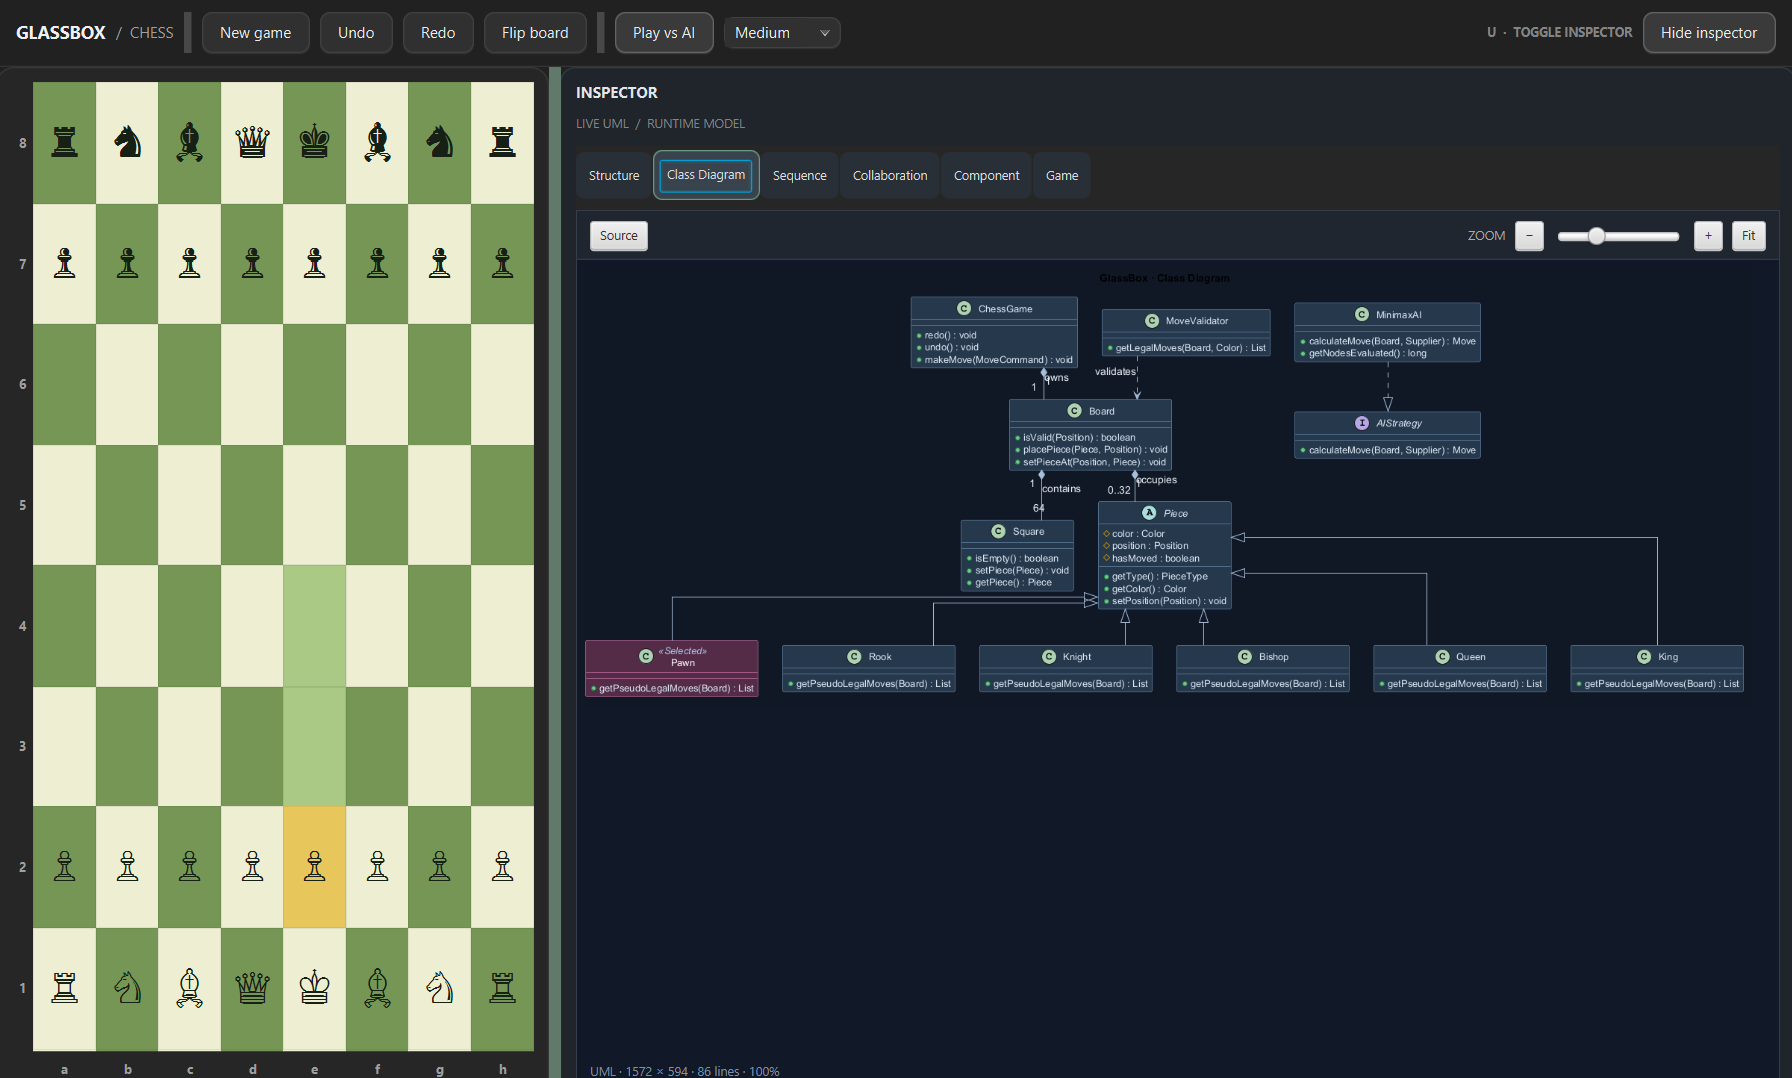 GLASSBOX / CHESS New game Undo Redo Flip board Play vs AI Medium U · TOGGLE INSPECTOR Hide inspector
8
7
6
5
4
3
2
1
a b c d e f g h
INSPECTOR
LIVE UML / RUNTIME MODEL
Structure Class Diagram Sequence Collaboration Component Game
Source ZOOM − + Fit
GlassBox · Class Diagram
C ChessGame
redo() : void
undo() : void
makeMove(MoveCommand) : void
C MoveValidator
getLegalMoves(Board, Color) : List
C MinimaxAI
calculateMove(Board, Supplier) : Move
getNodesEvaluated() : long
owns
1
1
validates
C Board
isValid(Position) : boolean
placePiece(Piece, Position) : void
setPieceAt(Position, Piece) : void
I AIStrategy
calculateMove(Board, Supplier) : Move
1
contains
64
occupies
1
0..32
C Square
isEmpty() : boolean
setPiece(Piece) : void
getPiece() : Piece
A Piece
color : Color
position : Position
hasMoved : boolean
getType() : PieceType
getColor() : Color
setPosition(Position) : void
C «Selected»
Pawn
getPseudoLegalMoves(Board) : List
C Rook
getPseudoLegalMoves(Board) : List
C Knight
getPseudoLegalMoves(Board) : List
C Bishop
getPseudoLegalMoves(Board) : List
C Queen
getPseudoLegalMoves(Board) : List
C King
getPseudoLegalMoves(Board) : List
UML · 1572 × 594 · 86 lines · 100%